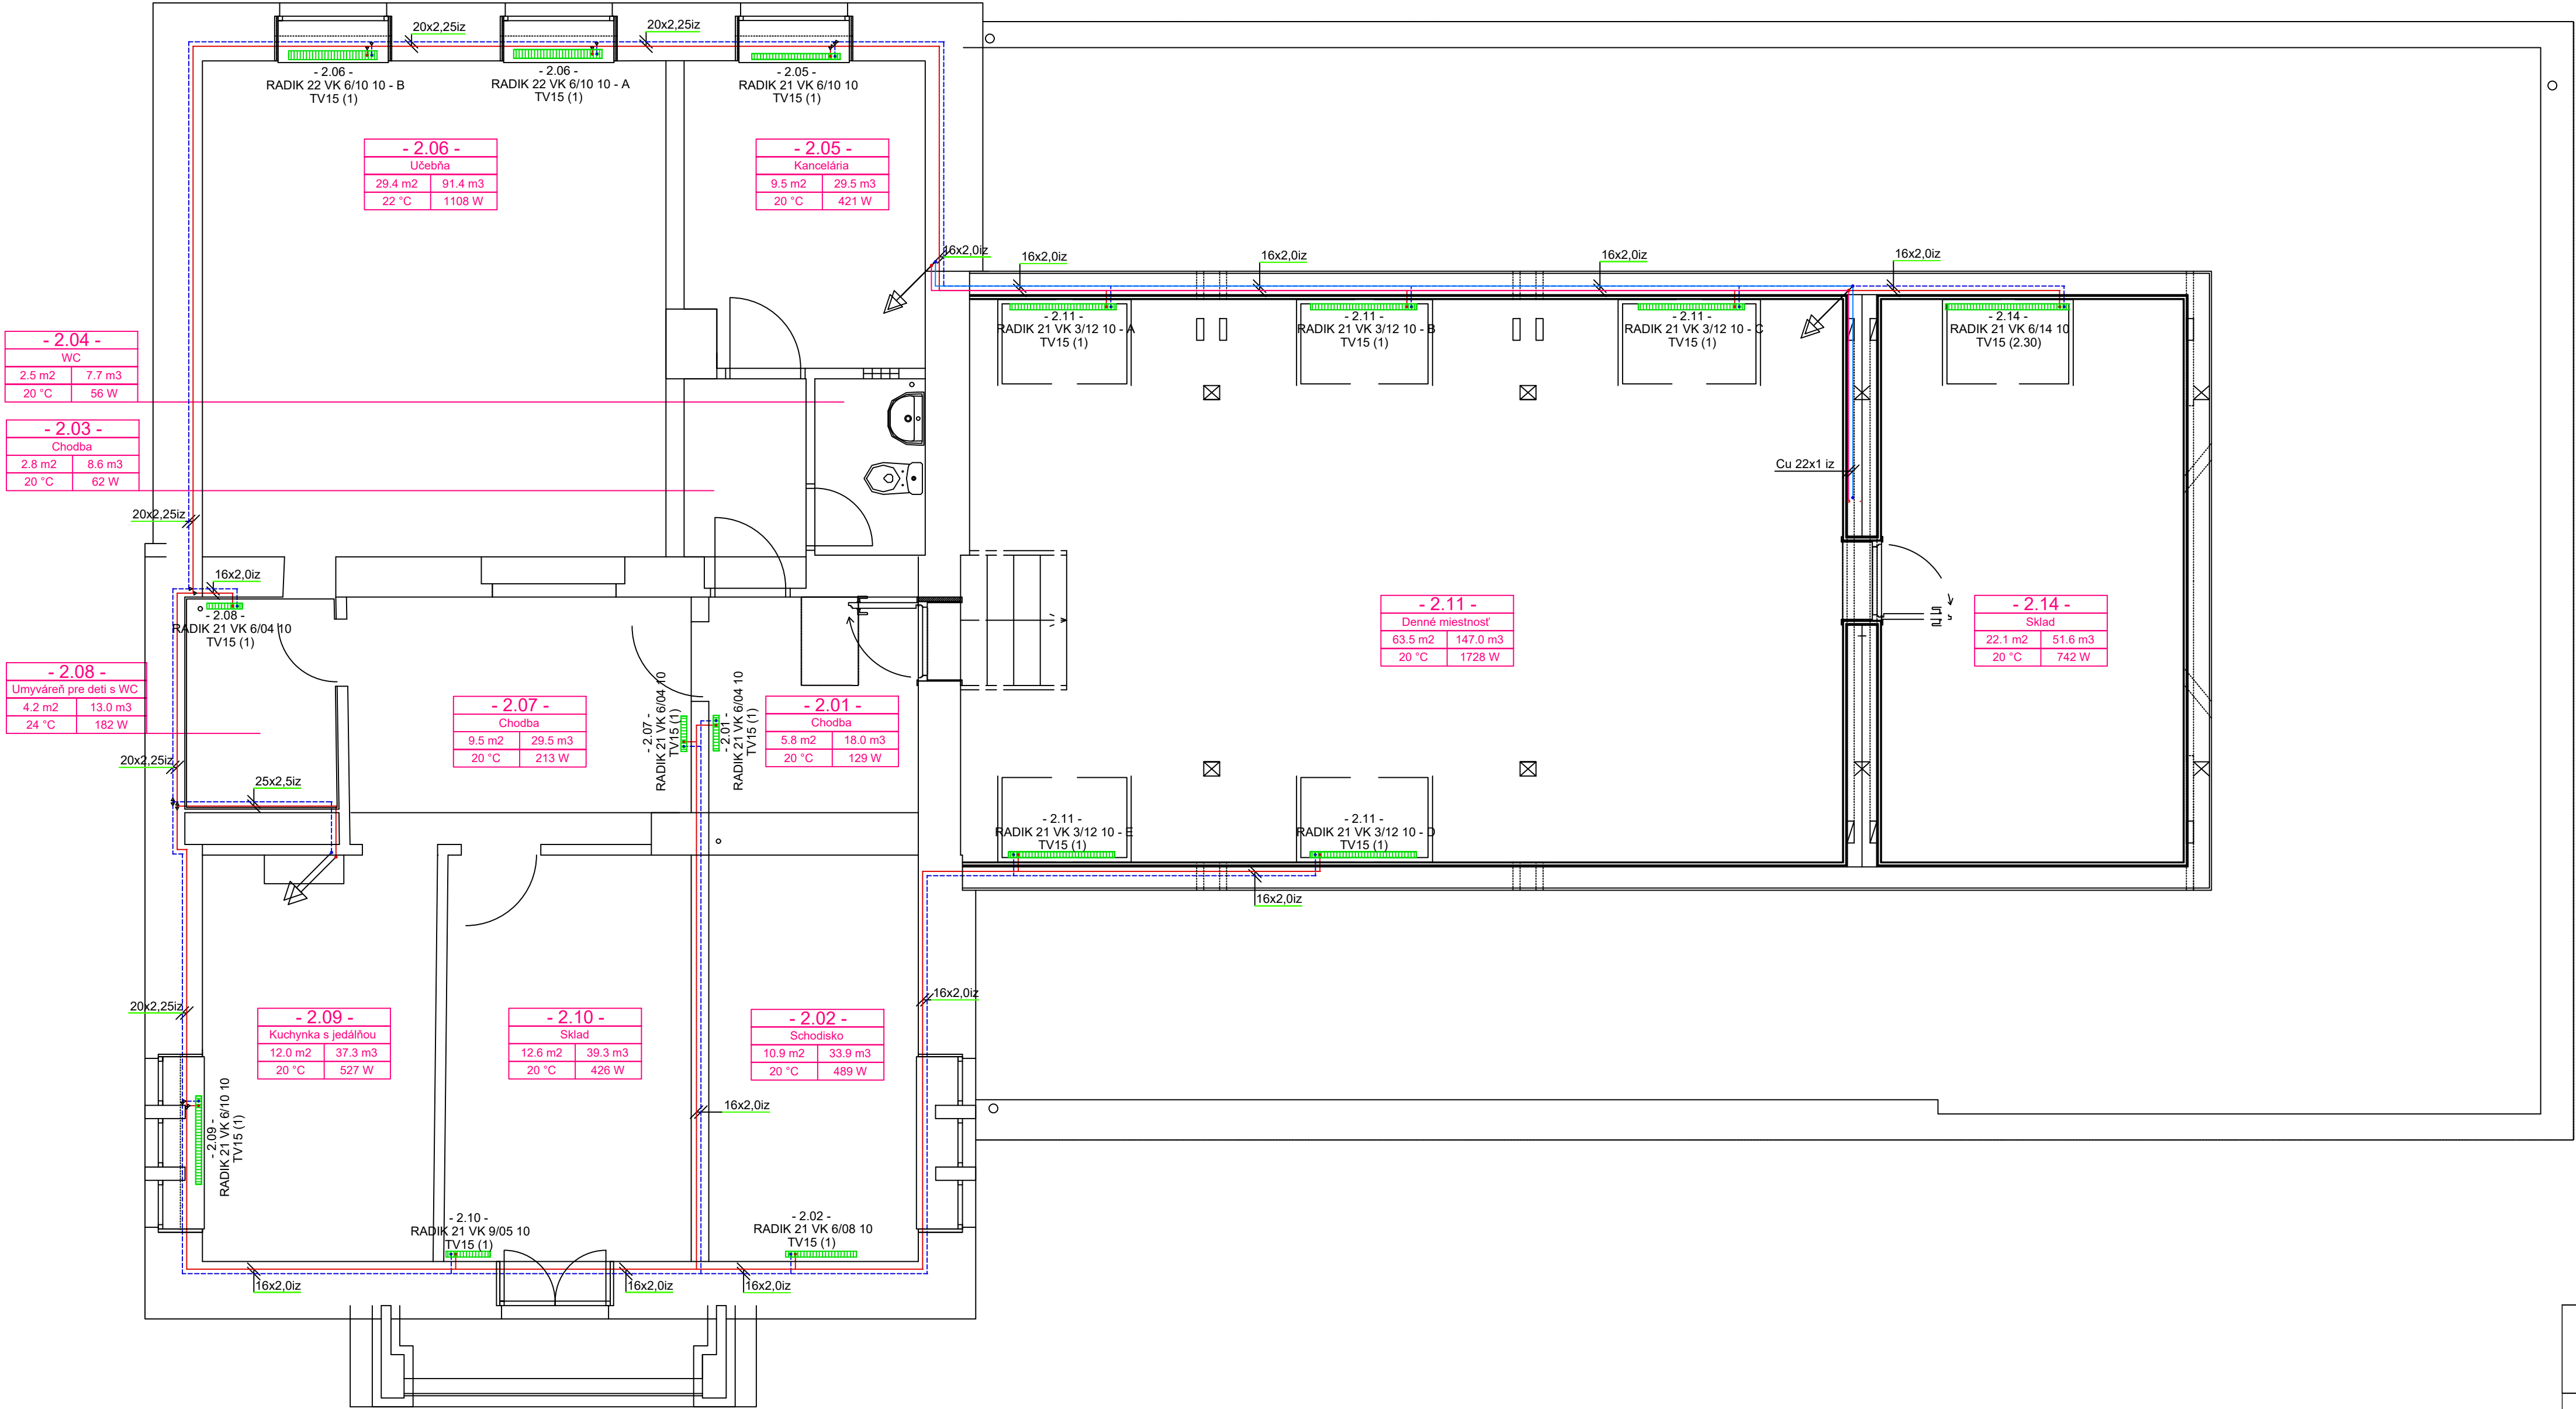 20x2,25iz
20x2,25iz
- 2.06 -
RADIK 22 VK 6/10 10 - B
TV15 (1)
- 2.06 -
RADIK 22 VK 6/10 10 - A
TV15 (1)
- 2.05 -
RADIK 21 VK 6/10 10
TV15 (1)
- 2.06 -
Učebňa
29.4 m2 91.4 m3
22 °C 1108 W
- 2.05 -
Kancelária
9.5 m2 29.5 m3
20 °C 421 W
16x2,0iz
16x2,0iz
16x2,0iz
16x2,0iz
16x2,0iz
- 2.11 -
RADIK 21 VK 3/12 10 - A
TV15 (1)
- 2.11 -
RADIK 21 VK 3/12 10 - B
TV15 (1)
- 2.11 -
RADIK 21 VK 3/12 10 - C
TV15 (1)
- 2.14 -
RADIK 21 VK 6/14 10
TV15 (2.30)
- 2.04 -
WC
2.5 m2 7.7 m3
20 °C 56 W
- 2.03 -
Chodba
2.8 m2 8.6 m3
20 °C 62 W
Cu 22x1 iz
20x2,25iz
16x2,0iz
- 2.08 -
RADIK 21 VK 6/04 10
TV15 (1)
- 2.08 -
Umyváreň pre deti s WC
4.2 m2 13.0 m3
24 °C 182 W
- 2.07 -
Chodba
9.5 m2 29.5 m3
20 °C 213 W
- 2.07 -
RADIK 21 VK 6/04 10
TV15 (1)
- 2.01 -
RADIK 21 VK 6/04 10
TV15 (1)
- 2.01 -
Chodba
5.8 m2 18.0 m3
20 °C 129 W
- 2.11 -
Denné miestnosť
63.5 m2 147.0 m3
20 °C 1728 W
- 2.14 -
Sklad
22.1 m2 51.6 m3
20 °C 742 W
20x2,25iz
25x2,5iz
- 2.11 -
RADIK 21 VK 3/12 10 - E
TV15 (1)
- 2.11 -
RADIK 21 VK 3/12 10 - D
TV15 (1)
16x2,0iz
20x2,25iz
16x2,0iz
- 2.09 -
Kuchynka s jedálňou
12.0 m2 37.3 m3
20 °C 527 W
- 2.10 -
Sklad
12.6 m2 39.3 m3
20 °C 426 W
- 2.02 -
Schodisko
10.9 m2 33.9 m3
20 °C 489 W
- 2.09 -
RADIK 21 VK 6/10 10
TV15 (1)
16x2,0iz
- 2.10 -
RADIK 21 VK 9/05 10
TV15 (1)
- 2.02 -
RADIK 21 VK 6/08 10
TV15 (1)
16x2,0iz
16x2,0iz
16x2,0iz